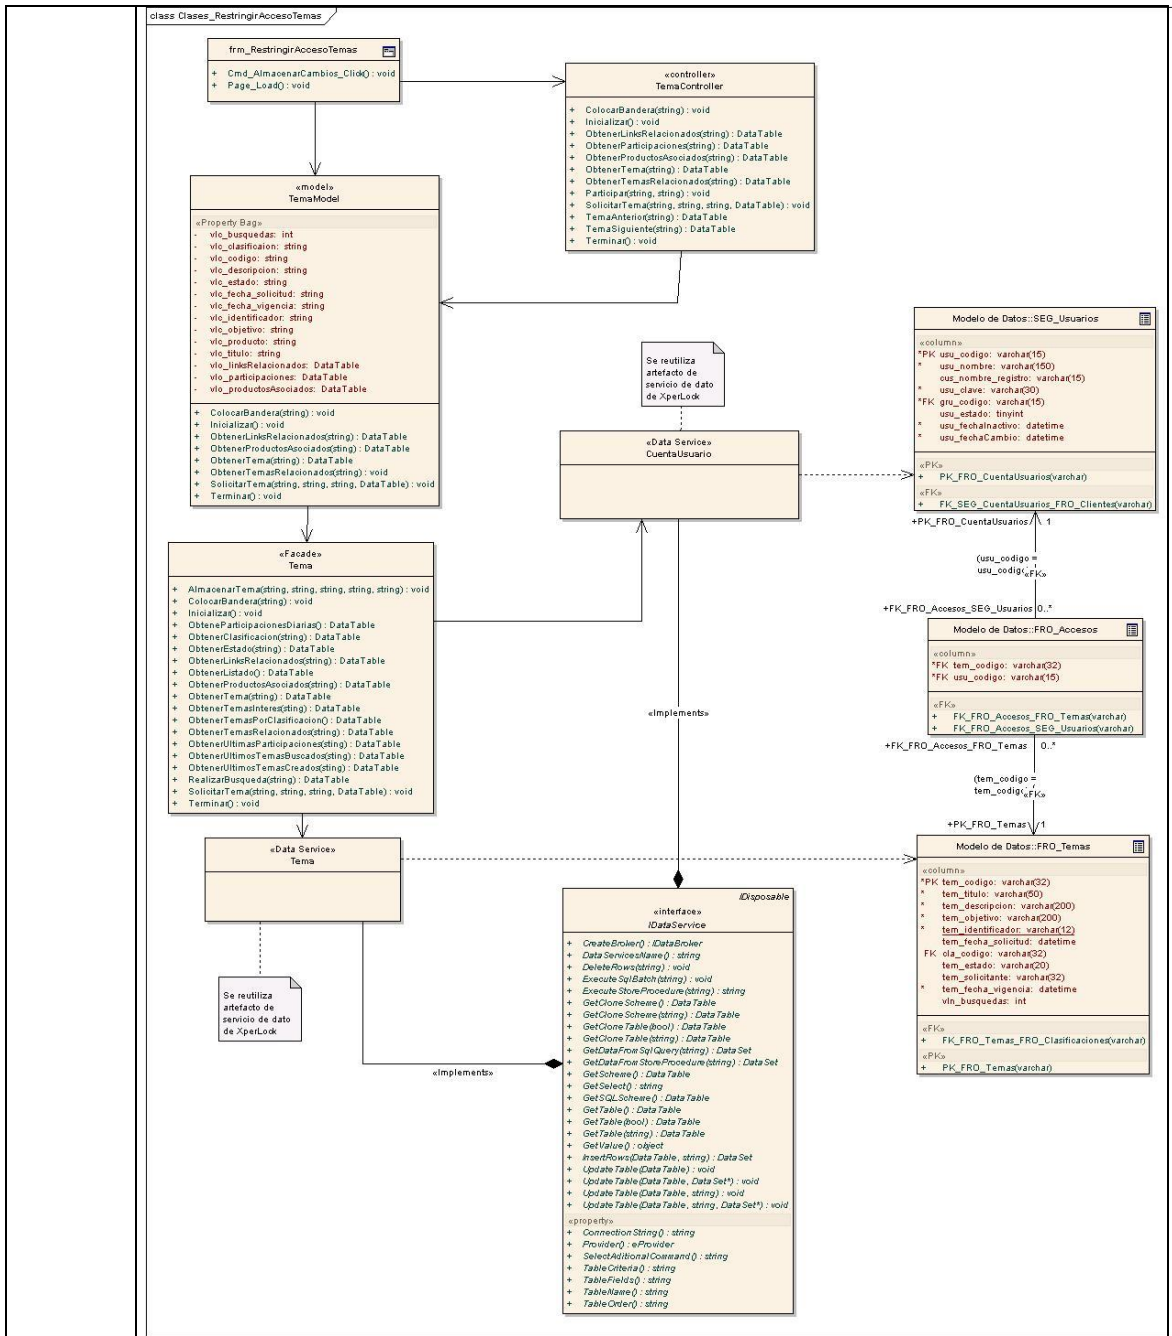 class Clases_RestringirAccesoTemas
frm_RestringirAccesoTemas
+ Cmd_AlmacenarCambios_Click() : void
+ Page_Load() : void
«controller»
TemaController
+ ColocarBandera(string) : void
+ Inicializar() : void
+ ObtenerLinksRelacionados(string) : DataTable
+ ObtenerParticipaciones(string) : DataTable
+ ObtenerProductosAsociados(string) : DataTable
+ ObtenerTema(string) : DataTable
+ ObtenerTemasRelacionados(string) : DataTable
+ Participar(string, string) : void
+ SolicitarTema(string, string, string, DataTable) : void
+ TemaAnterior(string) : DataTable
+ TemaSiguiente(string) : DataTable
+ Terminar() : void
«model»
TemaModel
«Property Bag»
- vlc_busquedas: int
- vlc_clasificaion: string
- vlc_codigo: string
- vlc_descripcion: string
- vlc_estado: string
- vlc_fecha_solicitud: string
- vlc_fecha_vigencia: string
- vlc_identificador: string
- vlc_objetivo: string
- vlc_producto: string
- vlc_titulo: string
- vlo_linksRelacionados: DataTable
- vlo_participaciones: DataTable
- vlo_productosAsociados: DataTable
+ ColocarBandera(string) : void
+ Inicializar() : void
+ ObtenerLinksRelacionados(string) : DataTable
+ ObtenerProductosAsociados(sting) : DataTable
+ ObtenerTema(string) : DataTable
+ ObtenerTemasRelacionados(string) : void
+ SolicitarTema(string, string, string, DataTable) : void
+ Terminar() : void
Se reutiliza
artefacto de
servicio de dato
de XperLock
«Data Service»
CuentaUsuario
Modelo de Datos::SEG_Usuarios
«column»
*PK usu_codigo: varchar(15)
* usu_nombre: varchar(150)
cus_nombre_registro: varchar(15)
* usu_clave: varchar(30)
*FK gru_codigo: varchar(15)
usu_estado: tinyint
* usu_fechaInactivo: datetime
* usu_fechaCambio: datetime
«PK»
+ PK_FRO_CuentaUsuarios(varchar)
«FK»
+ FK_SEG_CuentaUsuarios_FRO_Clientes(varchar)
+PK_FRO_CuentaUsuarios 1
(usu_codigo =
usu_codigo
«FK»
+FK_FRO_Accesos_SEG_Usuarios 0..*
Modelo de Datos::FRO_Accesos
«column»
*FK tem_codigo: varchar(32)
*FK usu_codigo: varchar(15)
«FK»
+ FK_FRO_Accesos_FRO_Temas(varchar)
+ FK_FRO_Accesos_SEG_Usuarios(varchar)
+FK_FRO_Accesos_FRO_Temas 0..*
(tem_codigo =
tem_codigo
«FK»
+PK_FRO_Temas 1
Modelo de Datos::FRO_Temas
«column»
*PK tem_codigo: varchar(32)
* tem_titulo: varchar(50)
* tem_descripcion: varchar(200)
* tem_objetivo: varchar(200)
* tem_identificador: varchar(12)
tem_fecha_solicitud: datetime
FK cla_codigo: varchar(32)
tem_estado: varchar(20)
tem_solicitante: varchar(32)
* tem_fecha_vigencia: datetime
vln_busquedas: int
«FK»
+ FK_FRO_Temas_FRO_Clasificaciones(varchar)
«PK»
+ PK_FRO_Temas(varchar)
«Facade»
Tema
+ AlmacenarTema(string, string, string, string, string) : void
+ ColocarBandera(string) : void
+ Inicializar() : void
+ ObteneParticipacionesDiarias() : DataTable
+ ObtenerClasificacion(string) : DataTable
+ ObtenerEstado(string) : DataTable
+ ObtenerLinksRelacionados(string) : DataTable
+ ObtenerListado() : DataTable
+ ObtenerProductosAsociados(string) : DataTable
+ ObtenerTema(string) : DataTable
+ ObtenerTemasInteres(sting) : DataTable
+ ObtenerTemasPorClasificacion() : DataTable
+ ObtenerTemasRelacionados(string) : DataTable
+ ObtenerUltimasParticipaciones(sting) : DataTable
+ ObtenerUltimosTemasBuscados(sting) : DataTable
+ ObtenerUltimosTemasCreados(sting) : DataTable
+ RealizarBusqueda(string) : DataTable
+ SolicitarTema(string, string, string, DataTable) : void
+ Terminar() : void
«Implements»
«Data Service»
Tema
Se reutiliza
artefacto de
servicio de dato
de XperLock
«Implements»
IDisposable
«interface»
IDataService
+ CreateBroker() : IDataBroker
+ DataServicesName() : string
+ DeleteRows(string) : void
+ ExecuteSqlBatch(string) : void
+ ExecuteStoreProcedure(string) : string
+ GetCloneScheme() : DataTable
+ GetCloneScheme(string) : DataTable
+ GetCloneTable(bool) : DataTable
+ GetCloneTable(string) : DataTable
+ GetDataFromSqlQuery(string) : DataSet
+ GetDataFromStoreProcedure(string) : DataSet
+ GetScheme() : DataTable
+ GetSelect() : string
+ GetSQLScheme() : DataTable
+ GetTable() : DataTable
+ GetTable(bool) : DataTable
+ GetTable(string) : DataTable
+ GetValue() : object
+ InsertRows(DataTable, string) : DataSet
+ UpdateTable(DataTable) : void
+ UpdateTable(DataTable, DataSet*) : void
+ UpdateTable(DataTable, string) : void
+ UpdateTable(DataTable, string, DataSet*) : void
«property»
+ ConnectionString() : string
+ Provider() : eProvider
+ SelectAditionalCommand() : string
+ TableCriteria() : string
+ TableFields() : string
+ TableName() : string
+ TableOrder() : string